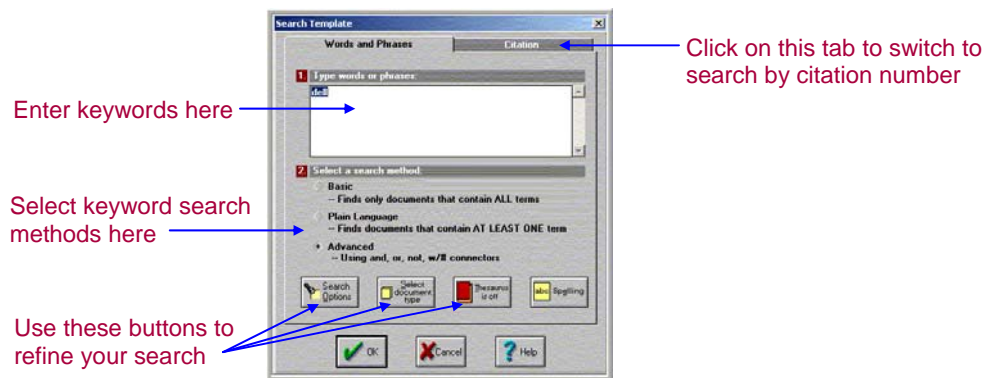 Search Template
Words and Phrases
Citation
Click on this tab to switch to
search by citation number
1. Type words or phrases:
dell
Enter keywords here
2. Select a search method:
Basic
-- Finds only documents that contain ALL terms
Plain Language
-- Finds documents that contain AT LEAST ONE term
Advanced
-- Using and, or, not, w/# connectors
Select keyword search
methods here
Search
Options
Select
document
type
Thesaurus
is off
abc Spelling
Use these buttons to
refine your search
OK
Cancel
? Help